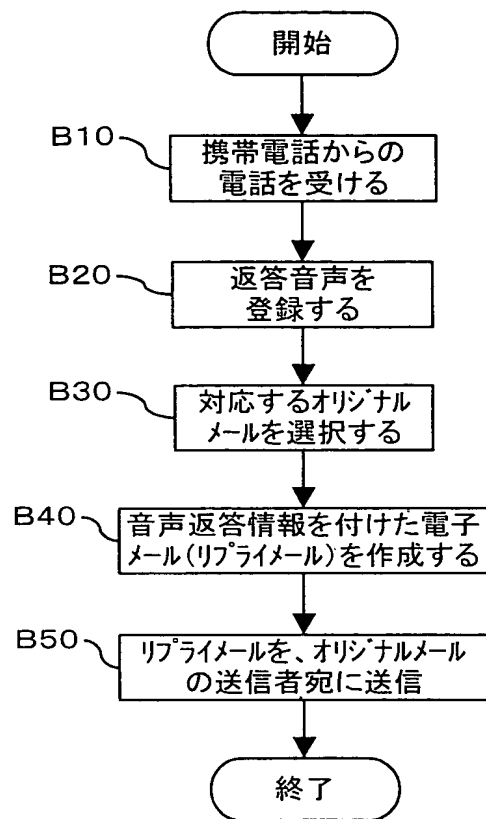 開始
B10
携帯電話からの
電話を受ける
B20
返答音声を
登録する
B30
対応するオリジナル
メールを選択する
B40
音声返答情報を付けた電子
メール(リプライメール)を作成する
B50
リプライメールを、オリジナルメール
の送信者宛に送信
終了